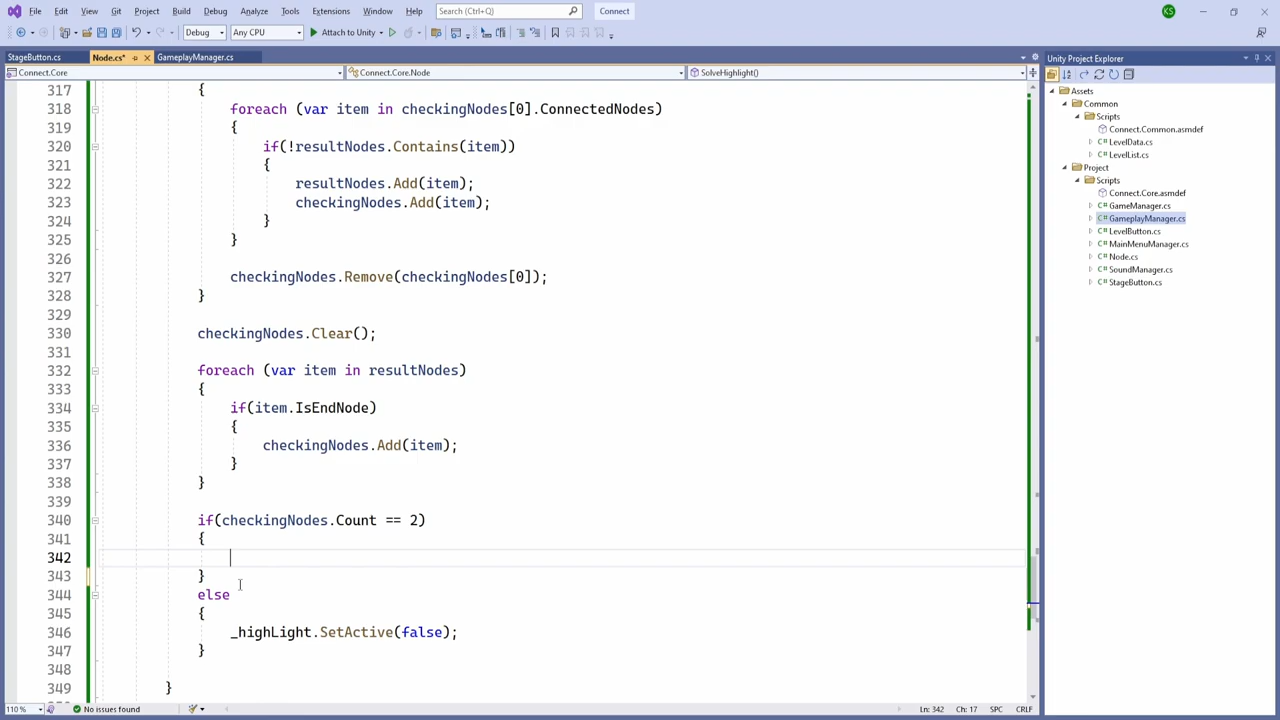 File Edit View Git Project Build Debug Analyze Tools Extensions Window Help Search (Ctrl+Q) Connect KS
Debug Any CPU Attach to Unity
StageButton.cs Node.cs* GameplayManager.cs Unity Project Explorer
Connect.Core Connect.Core.Node SolveHighlight()
317 {
318 foreach (var item in checkingNodes[0].ConnectedNodes)
319 {
320 if(!resultNodes.Contains(item))
321 {
322 resultNodes.Add(item);
323 checkingNodes.Add(item);
324 }
325 }
326
327 checkingNodes.Remove(checkingNodes[0]);
328 }
329
330 checkingNodes.Clear();
331
332 foreach (var item in resultNodes)
333 {
334 if(item.IsEndNode)
335 {
336 checkingNodes.Add(item);
337 }
338 }
339
340 if(checkingNodes.Count == 2)
341 {
342
343 }
344 else
345 {
346 _highLight.SetActive(false);
347 }
348
349 }
Assets
Common
Scripts
Connect.Common.asmdef
LevelData.cs
LevelList.cs
Project
Scripts
Connect.Core.asmdef
GameManager.cs
GameplayManager.cs
LevelButton.cs
MainMenuManager.cs
Node.cs
SoundManager.cs
StageButton.cs
110 % No issues found Ln: 342 Ch: 17 SPC CRLF